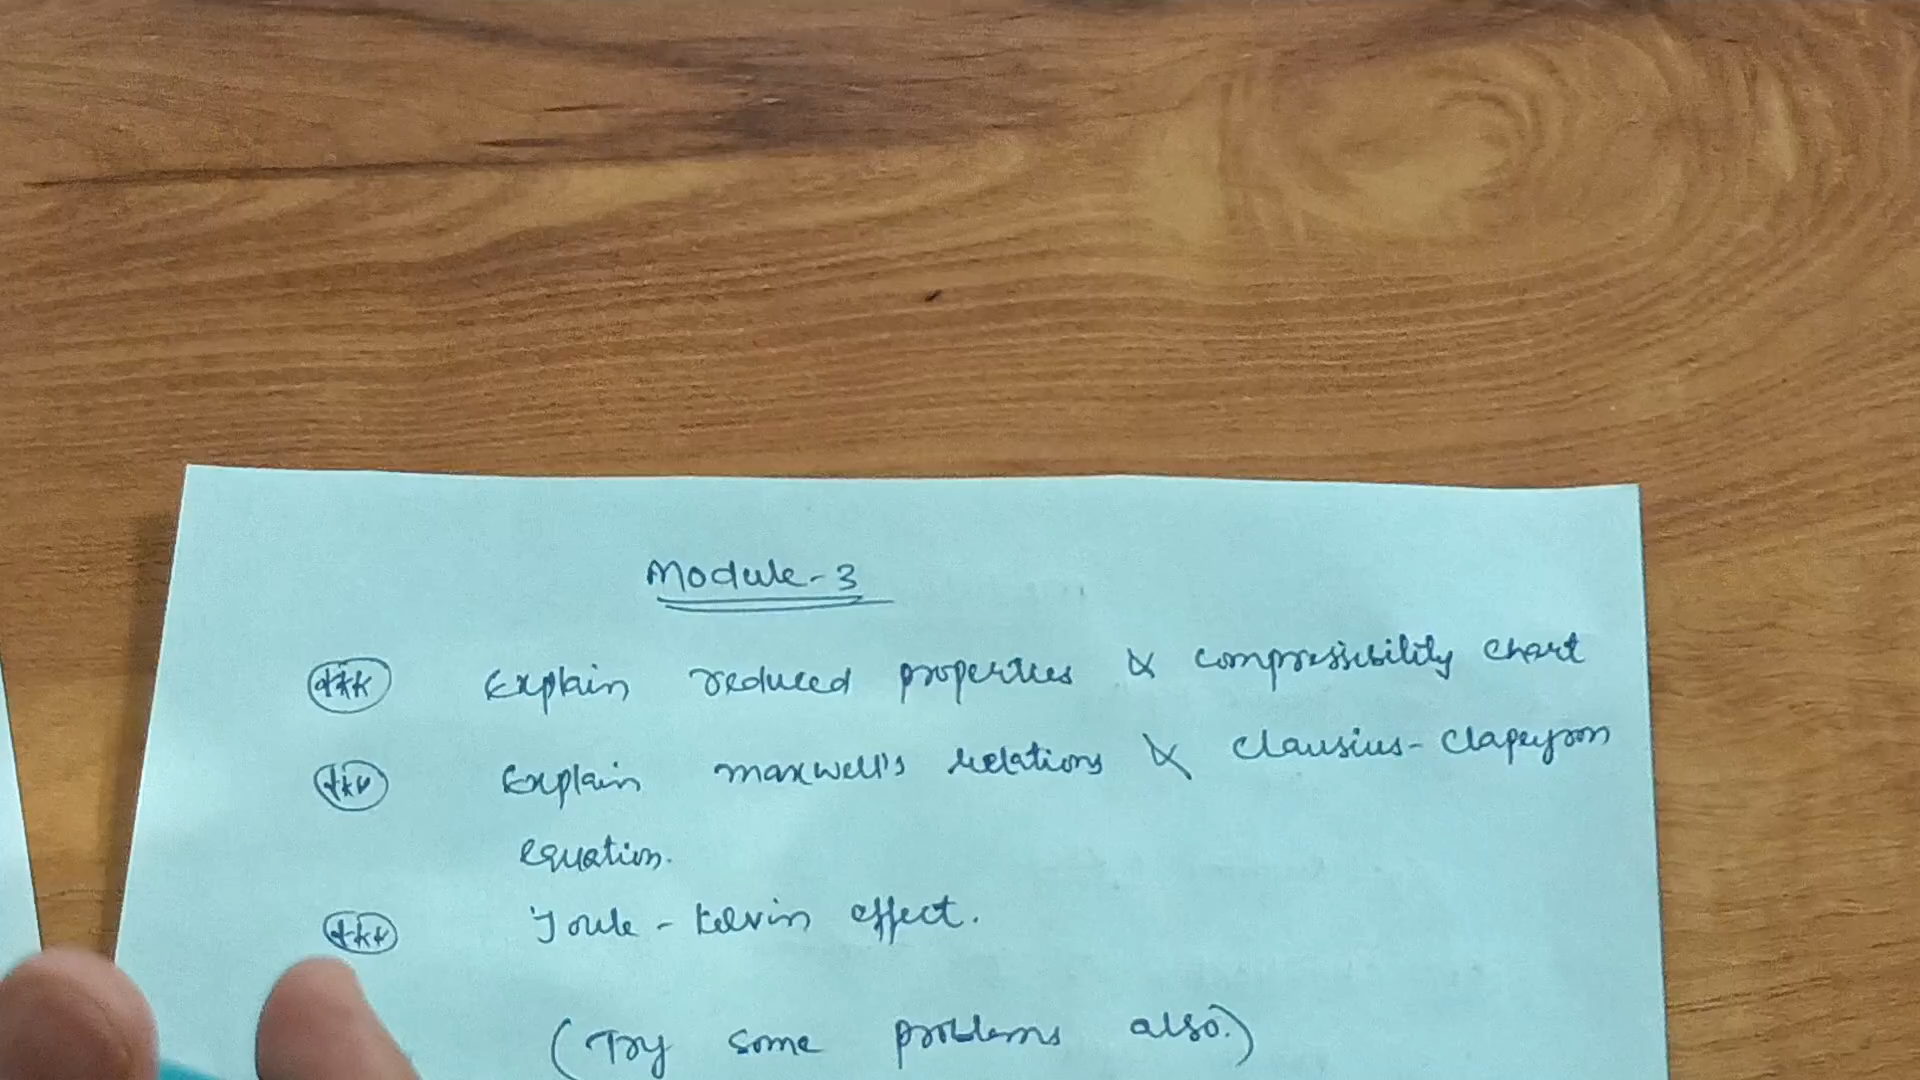 Module-3
*** Explain reduced properties & compressibility chart
*** Explain maxwell's relations & clausius-clapeyron
equation.
*** Joule-kelvin effect.
(Try some problems also.)